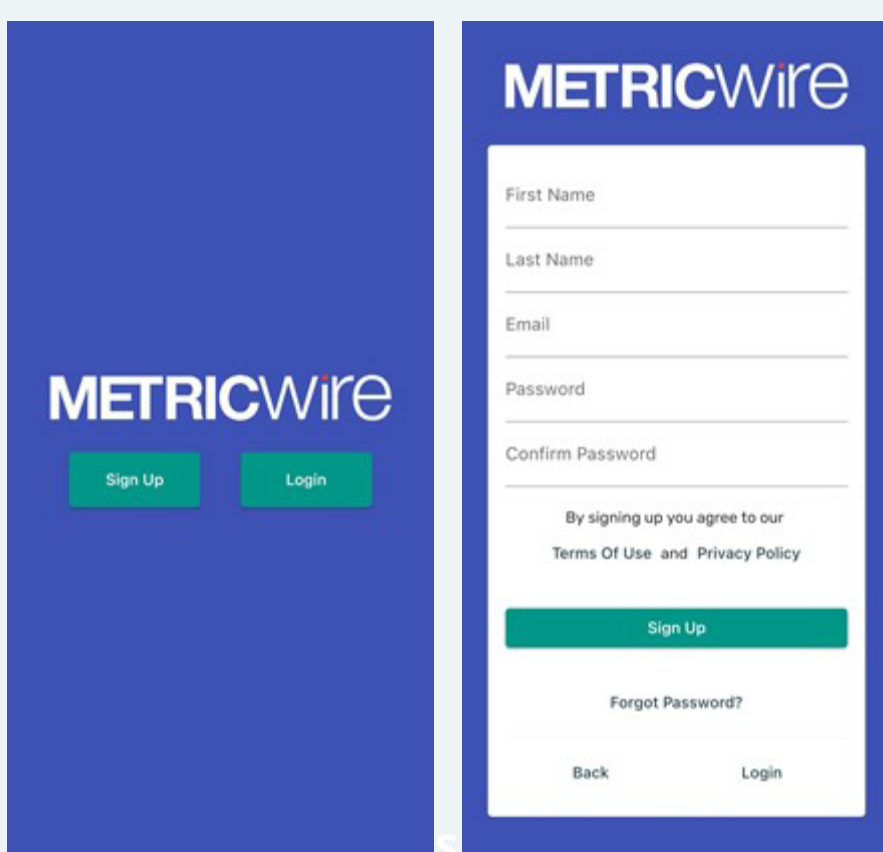 METRICWire
Sign Up Login
METRICWire
First Name
Last Name
Email
Password
Confirm Password
By signing up you agree to our
Terms Of Use and Privacy Policy
Sign Up
Forgot Password?
Back Login
s